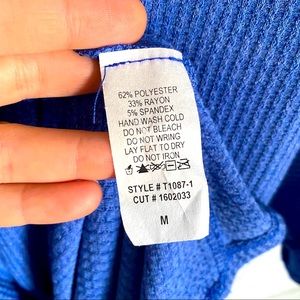 62% POLYESTER
33% RAYON
5% SPANDEX
HAND WASH COLD
DO NOT BLEACH
DO NOT WRING
LAY FLAT TO DRY
DO NOT IRON
STYLE # T1087-1
CUT # 1602033
M